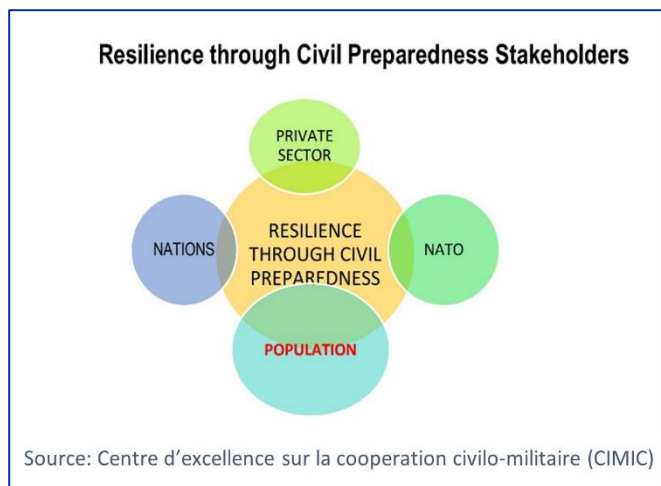 Resilience through Civil Preparedness Stakeholders
PRIVATE
SECTOR
NATIONS
RESILIENCE
THROUGH CIVIL
PREPAREDNESS
NATO
POPULATION
Source: Centre d'excellence sur la cooperation civilo-militaire (CIMIC)